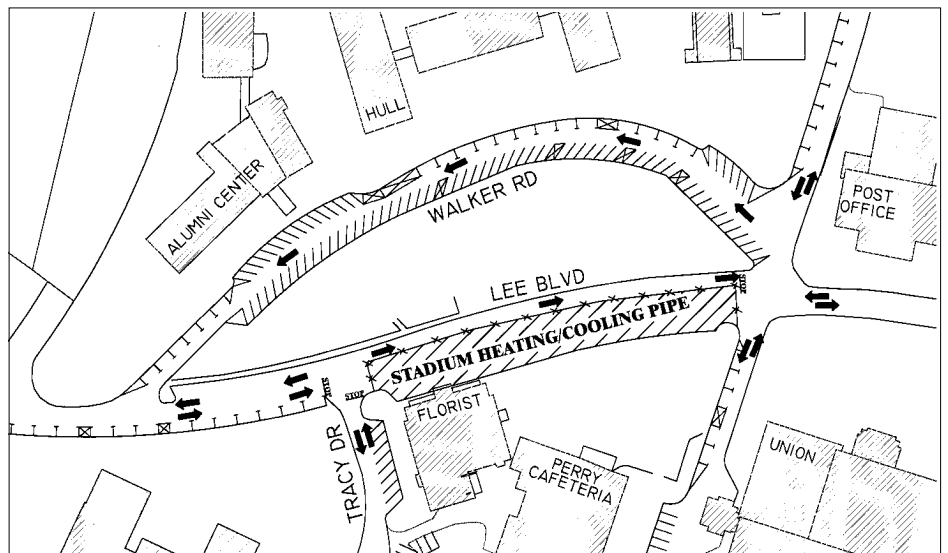 HULL
ALUMNI CENTER
WALKER RD
POST
OFFICE
LEE BLVD
STOP
STADIUM HEATING/COOLING PIPE
STOP
STOP
FLORIST
TRACY DR
UNION
PERRY
CAFETERIA